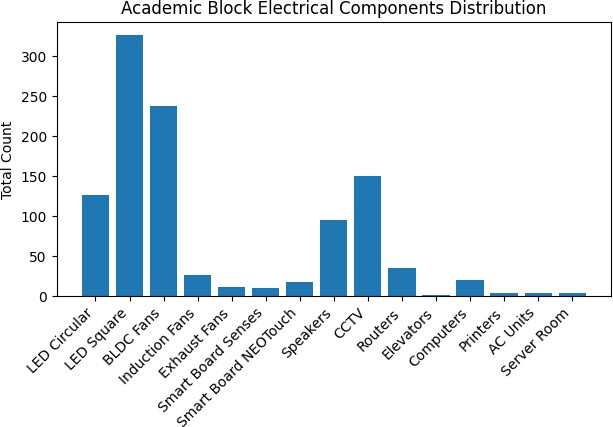 Academic Block Electrical Components Distribution
Total Count
300
250
200
150
100
50
0
LED Circular
LED Square
BLDC Fans
Induction Fans
Exhaust Fans
Smart Board Senses
Smart Board NEOTouch
Speakers
CCTV
Routers
Elevators
Computers
Printers
AC Units
Server Room